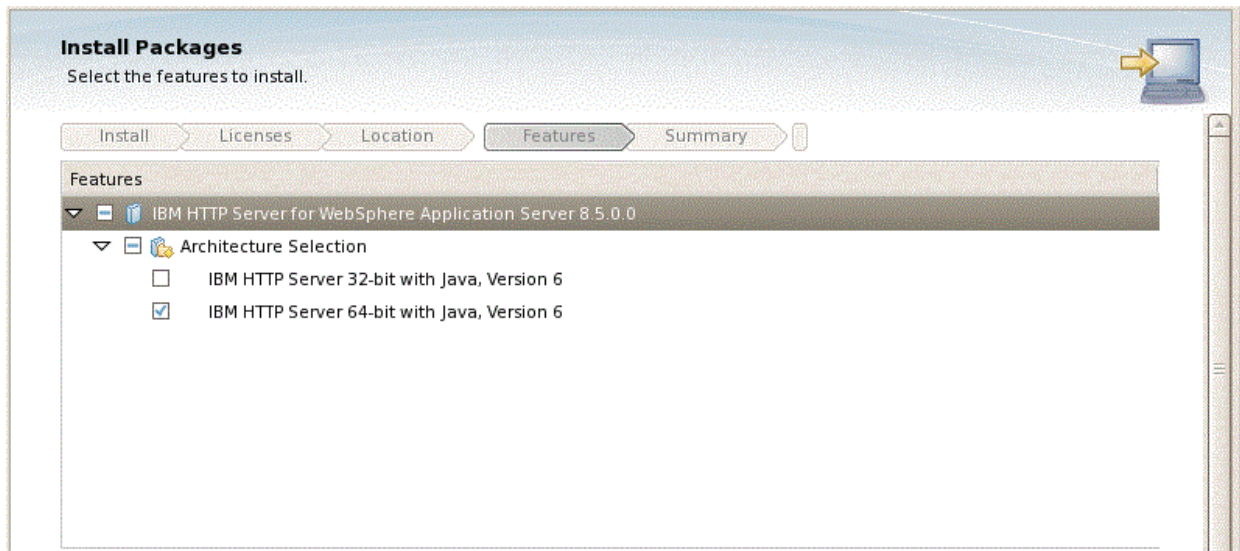 Install Packages
Select the features to install.
Install Licenses Location Features Summary
Features
IBM HTTP Server for WebSphere Application Server 8.5.0.0
Architecture Selection
IBM HTTP Server 32-bit with Java, Version 6
IBM HTTP Server 64-bit with Java, Version 6